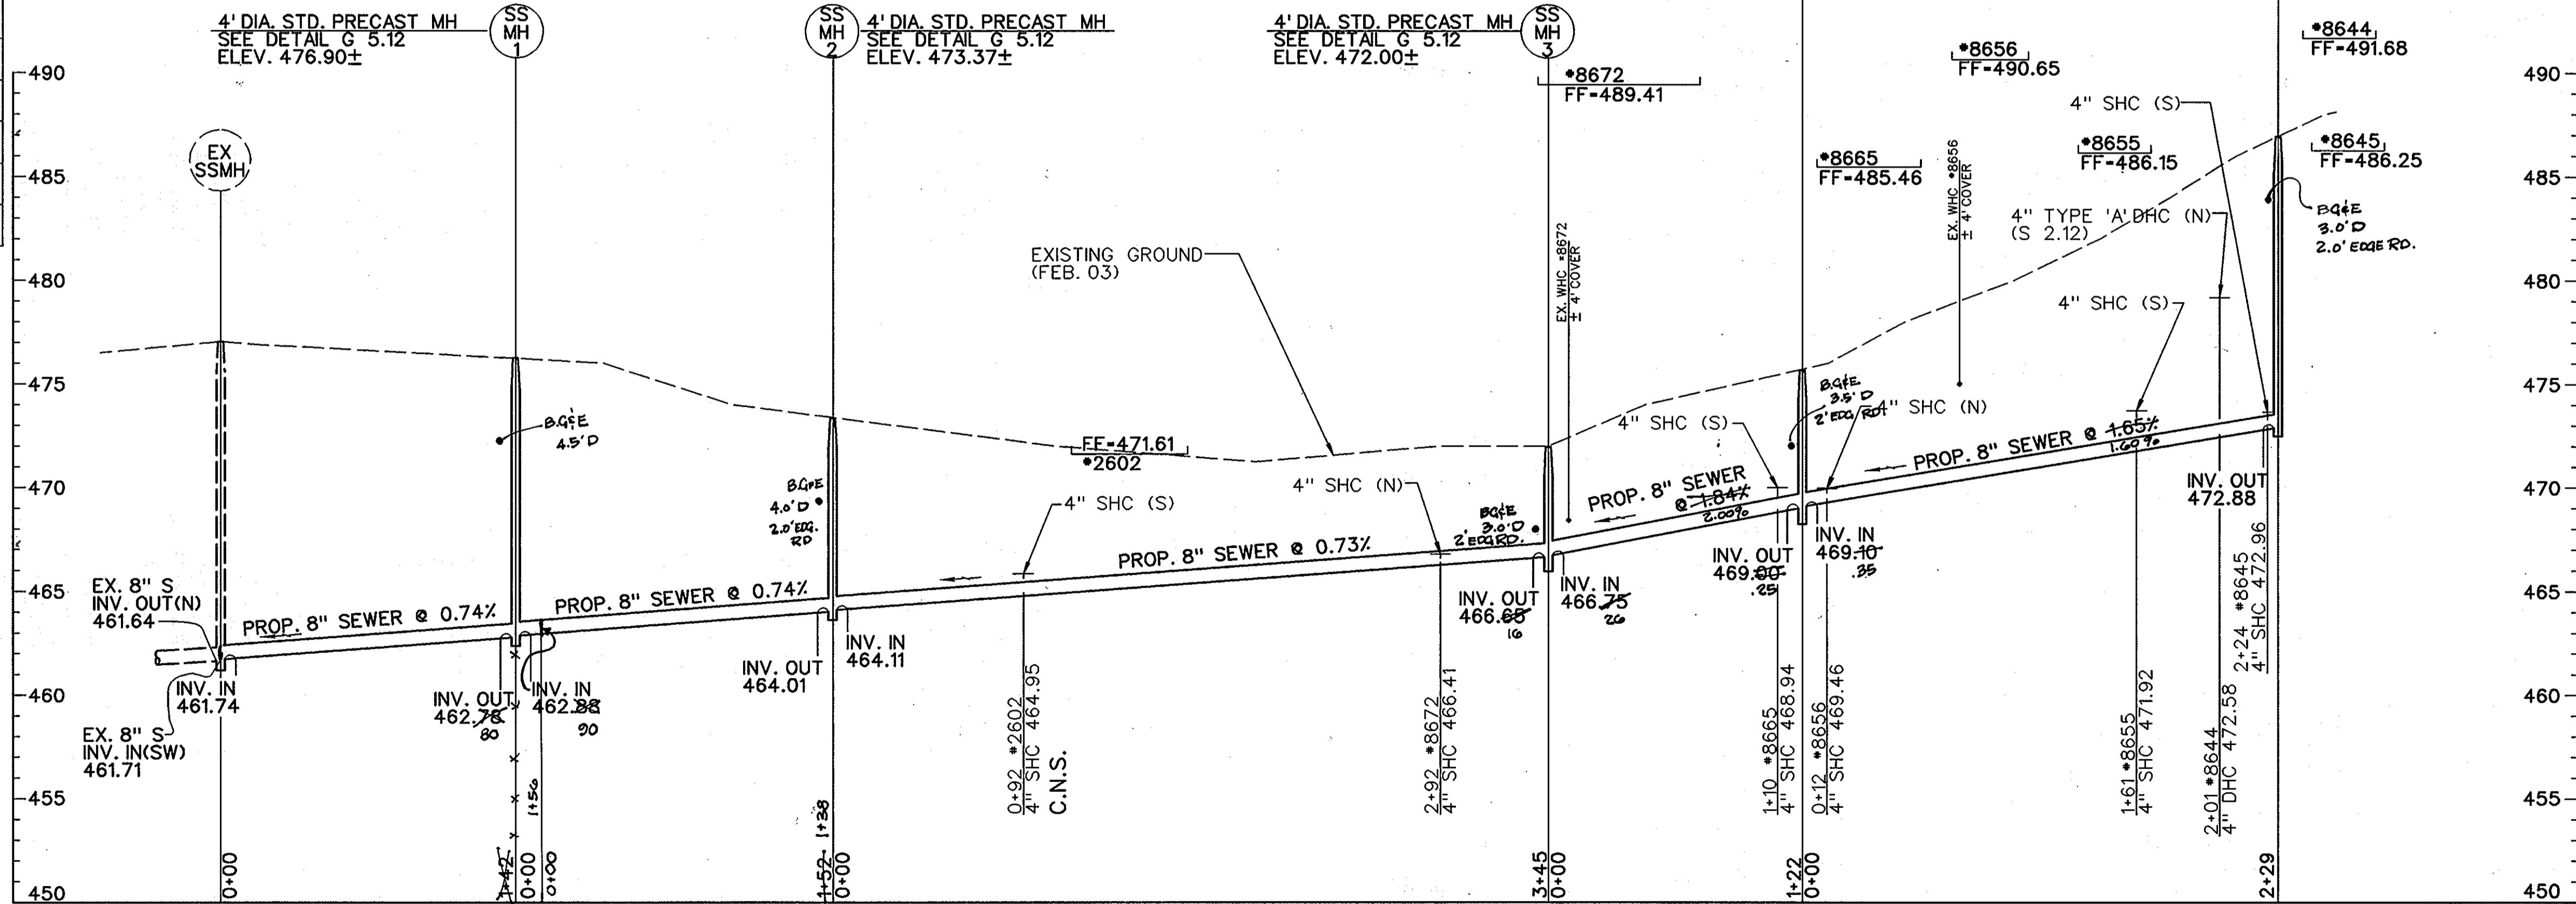 4' DIA. STD. PRECAST MH
SEE DETAIL G 5.12
ELEV. 476.90±
SS
MH
1
SS
MH
2
4' DIA. STD. PRECAST MH
SEE DETAIL G 5.12
ELEV. 473.37±
4' DIA. STD. PRECAST MH
SEE DETAIL G 5.12
ELEV. 472.00±
SS
MH
3
*8672
FF=489.41
*8656
FF=490.65
*8644
FF=491.68
490
485
480
475
470
465
460
455
450
490
485
480
475
470
465
460
455
450
EX
SSMH
4" SHC (S)
*8665
FF=485.46
EX. WHC *8656
± 4' COVER
*8655
FF=486.15
*8645
FF=486.25
4" TYPE 'A' DHC (N)
(S 2.12)
BG&E
3.0'D
2.0' EDGE RD.
EXISTING GROUND
(FEB. 03)
EX. WHC *8672
± 4' COVER
4" SHC (S)
B.G&E
4.5'D
FF=471.61
*2602
B.G&E
4.0'D
2.0' EDG.
RD
4" SHC (S)
4" SHC (N)
BG&E
3.0'D
2' EDG RD.
4" SHC (S)
B.G&E
3.5'D
2' EDG RD
4" SHC (N)
PROP. 8" SEWER @ 0.74%
PROP. 8" SEWER @ 0.74%
PROP. 8" SEWER @ 0.73%
PROP. 8" SEWER
@ 1.84%
2.00%
PROP. 8" SEWER @ 1.65%
1.60%
EX. 8" S
INV. OUT(N)
461.64
INV. IN
461.74
EX. 8" S
INV. IN(SW)
461.71
INV. OUT
462.78
80
INV. IN
462.88
90
INV. OUT
464.01
INV. IN
464.11
INV. OUT
466.65
16
INV. IN
466.75
26
INV. OUT
469.00
.25
INV. IN
469.10
.35
INV. OUT
472.88
0+92 *2602
4" SHC 464.95
C.N.S.
2+92 *8672
4" SHC 466.41
1+10 *8665
4" SHC 468.94
0+12 *8656
4" SHC 469.46
1+61 *8655
4" SHC 471.92
2+01 *8644
4" DHC 472.58
2+24 *8645
4" SHC 472.96
0+00
1+42
0+00
1+56
0+00
1+52
1+38
0+00
3+45
0+00
1+22
0+00
2+29